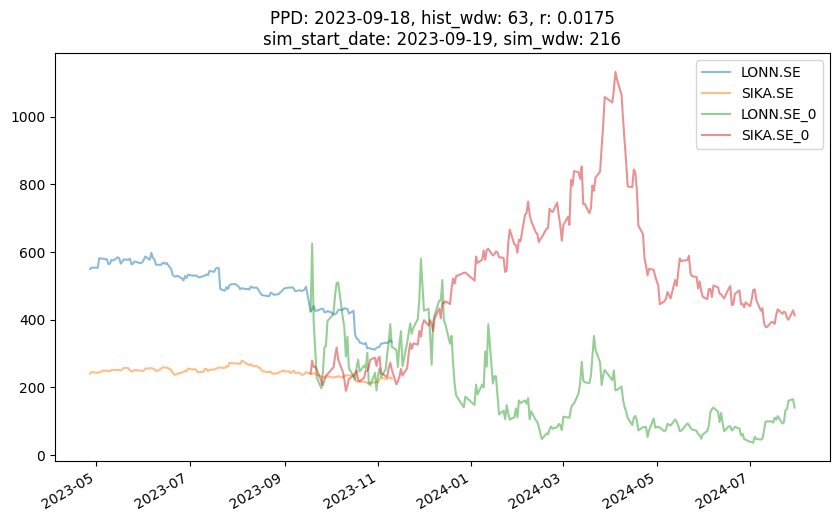 PPD: 2023-09-18, hist_wdw: 63, r: 0.0175
sim_start_date: 2023-09-19, sim_wdw: 216
LONN.SE
SIKA.SE
LONN.SE_0
SIKA.SE_0
1000
800
600
400
200
0
2023-05
2023-07
2023-09
2023-11
2024-01
2024-03
2024-05
2024-07